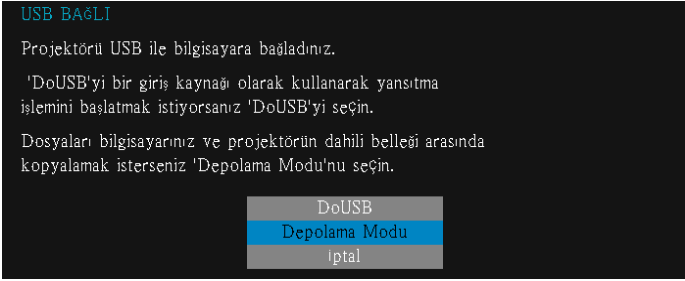 USB BAĞLI
Projektörü USB ile bilgisayara bağladınız.
'DoUSB'yi bir giriş kaynağı olarak kullanarak yansıtma
işlemini başlatmak istiyorsanız 'DoUSB'yi seçin.
Dosyaları bilgisayarınız ve projektörün dahili belleği arasında
kopyalamak isterseniz 'Depolama Modu'nu seçin.
DoUSB
Depolama Modu
İptal